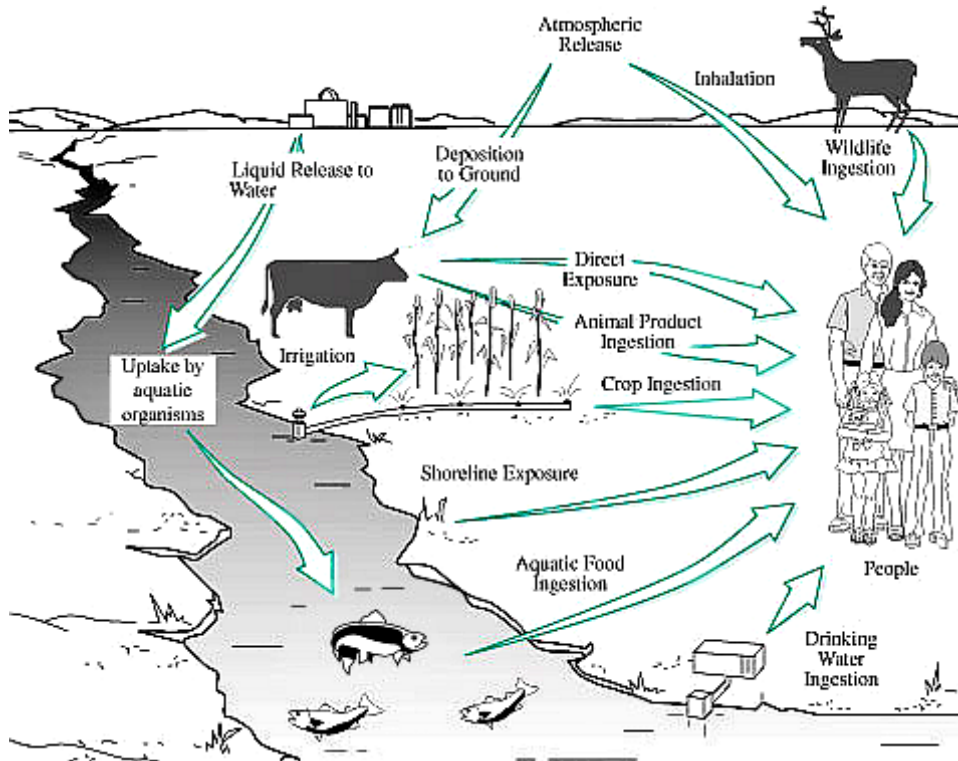 Atmospheric
Release
Inhalation
Wildlife
Ingestion
Liquid Release to
Water
Deposition
to Ground
Direct
Exposure
Animal Product
Ingestion
Irrigation
Crop Ingestion
Uptake by
aquatic
organisms
Shoreline Exposure
Aquatic Food
Ingestion
People
Drinking
Water
Ingestion